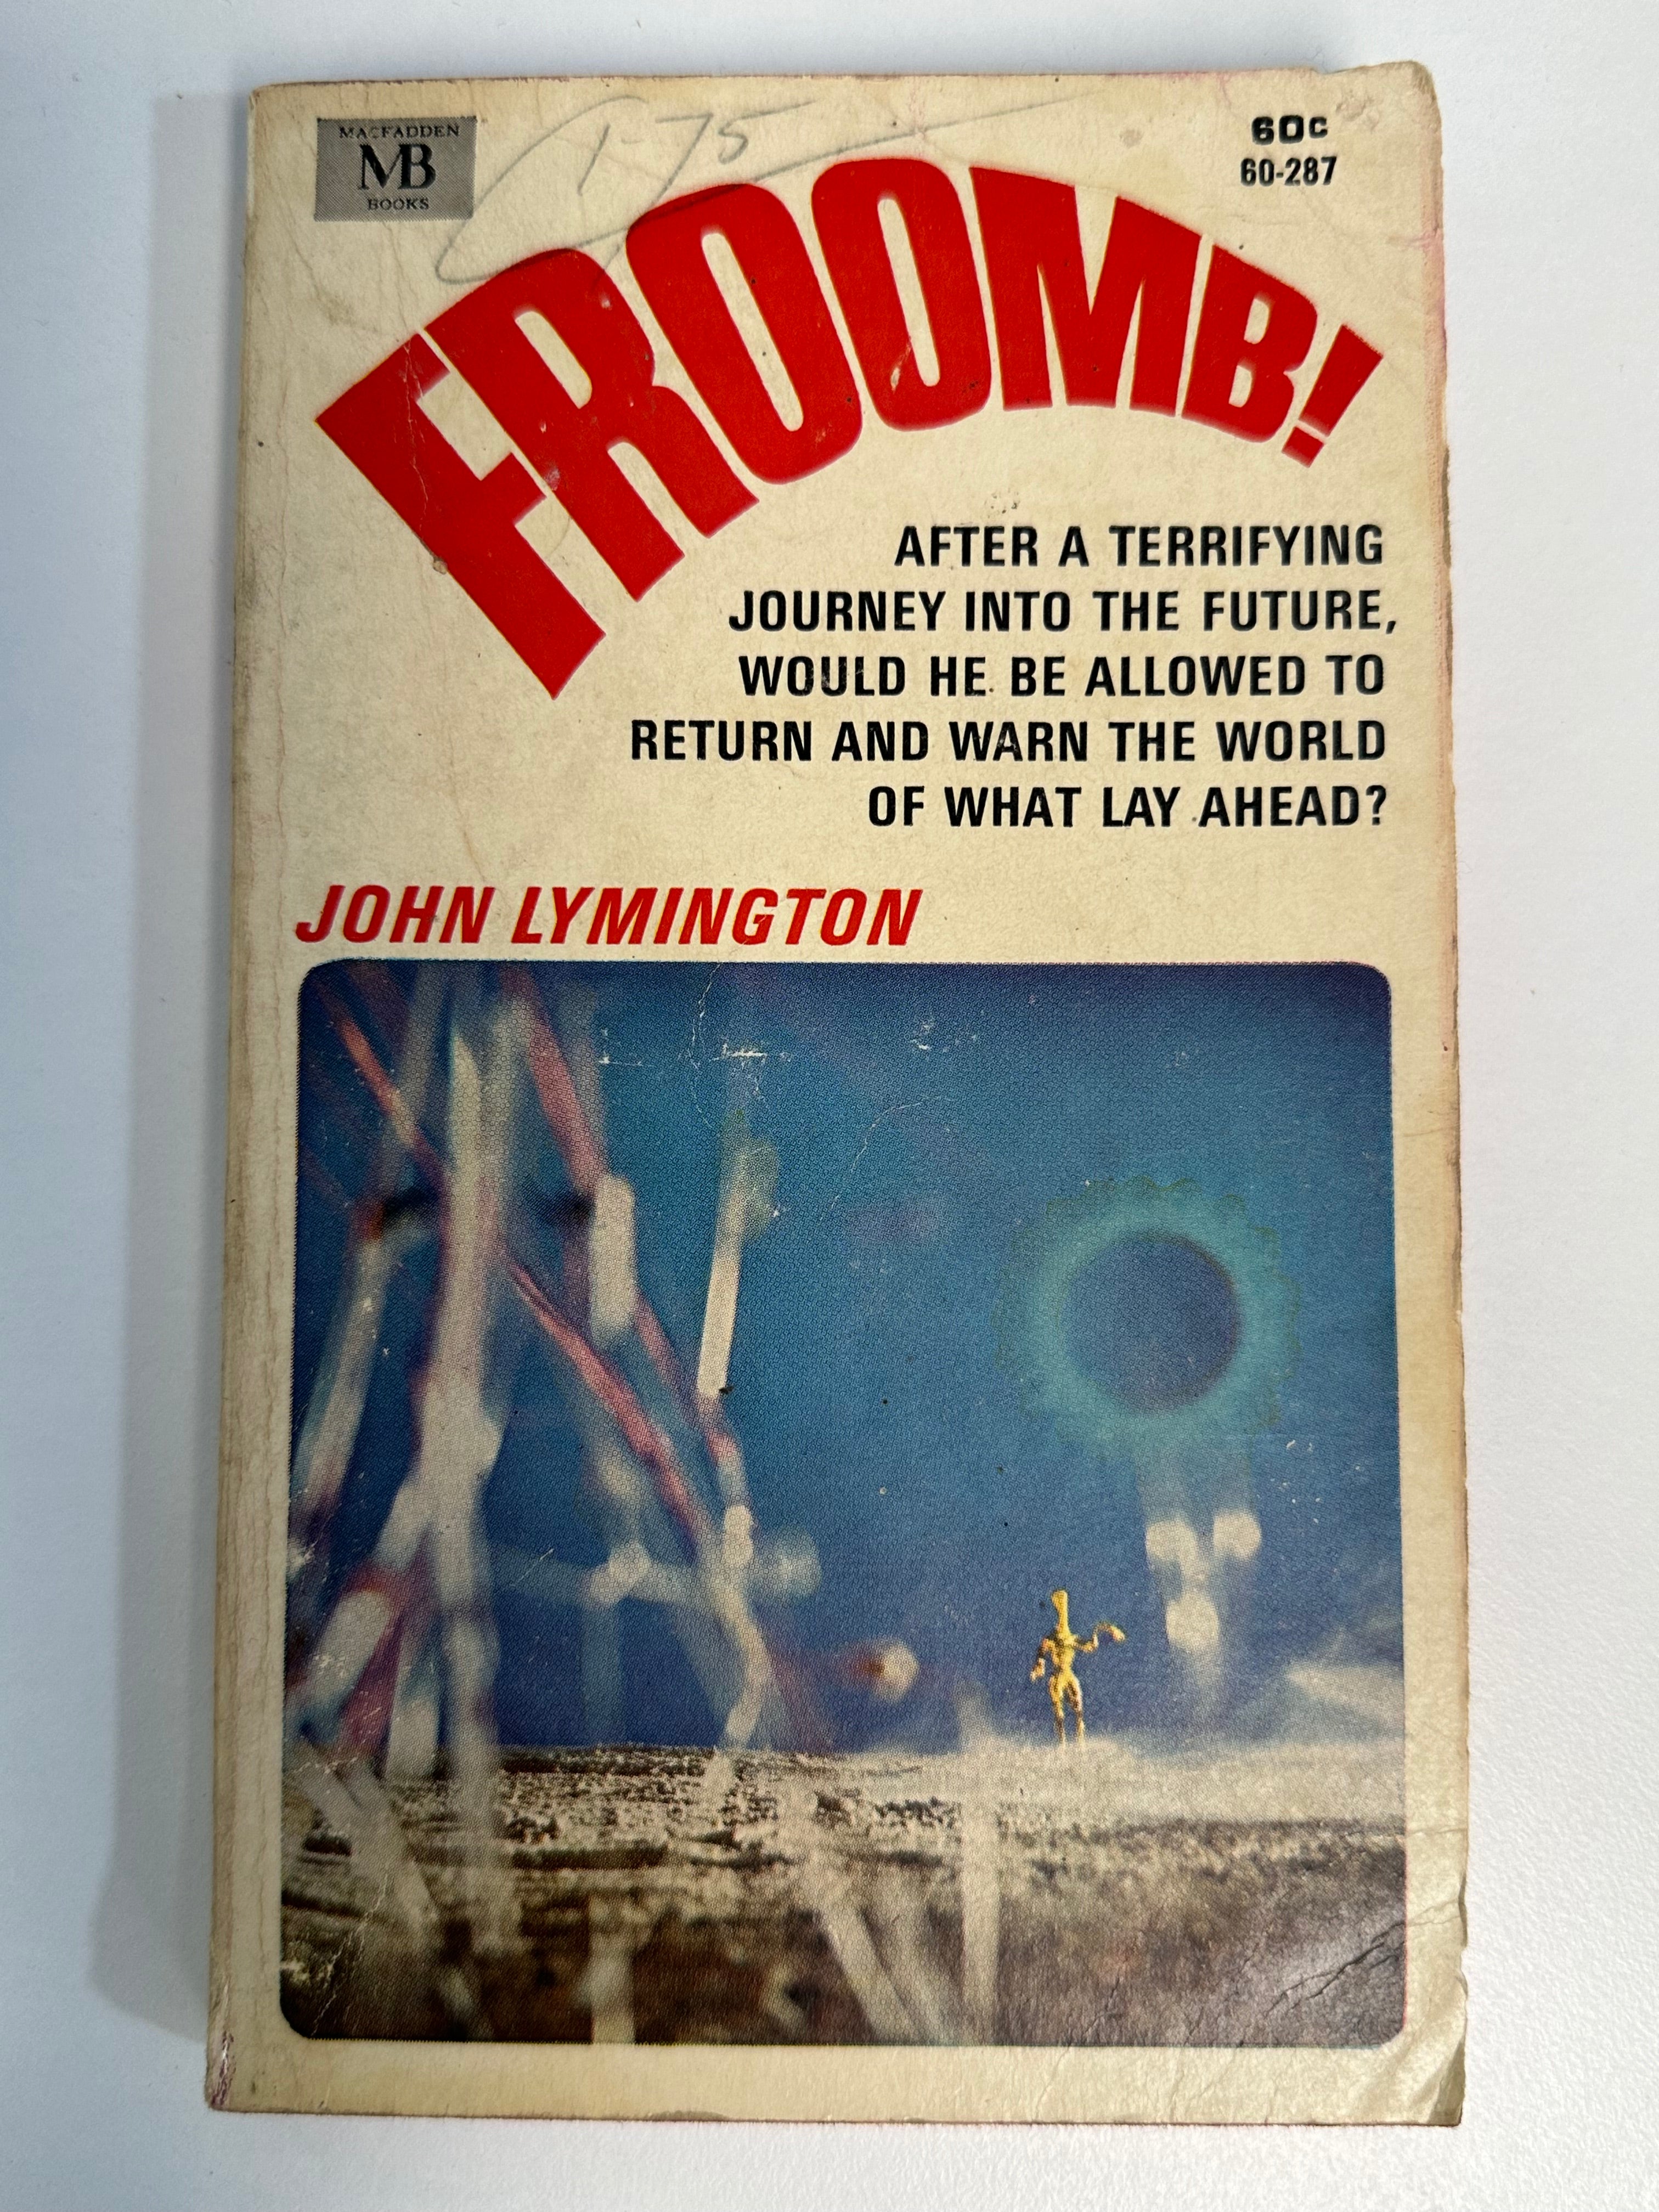 MACFADDEN
MB
BOOKS
1-75
60c
60-287
FROOMB!
AFTER A TERRIFYING
JOURNEY INTO THE FUTURE,
WOULD HE BE ALLOWED TO
RETURN AND WARN THE WORLD
OF WHAT LAY AHEAD?
JOHN LYMINGTON